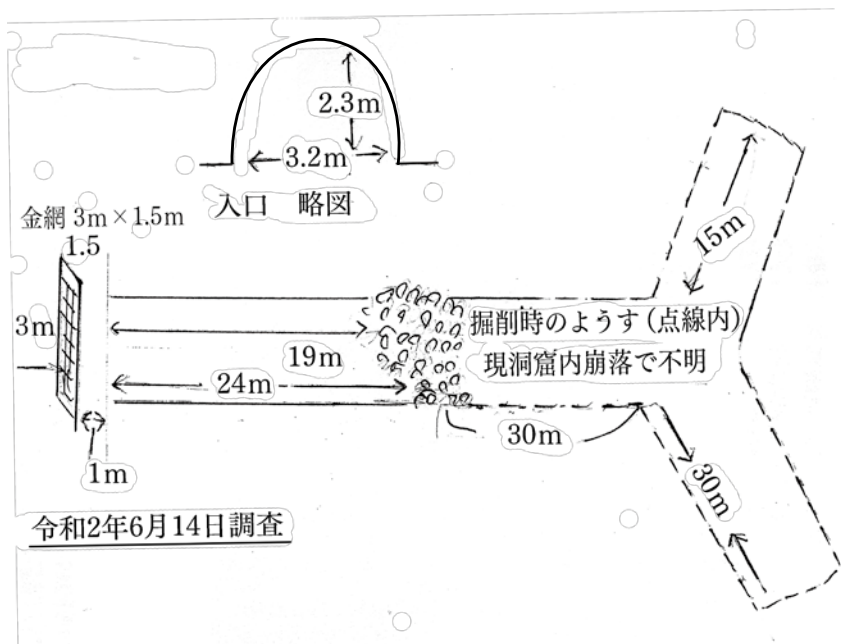 2.3m
3.2m
入口 略図
金網 3m×1.5m
1.5
3m
19m
24m
1m
掘削時のようす(点線内)
現洞窟内崩落で不明
15m
30m
30m
令和2年6月14日調査